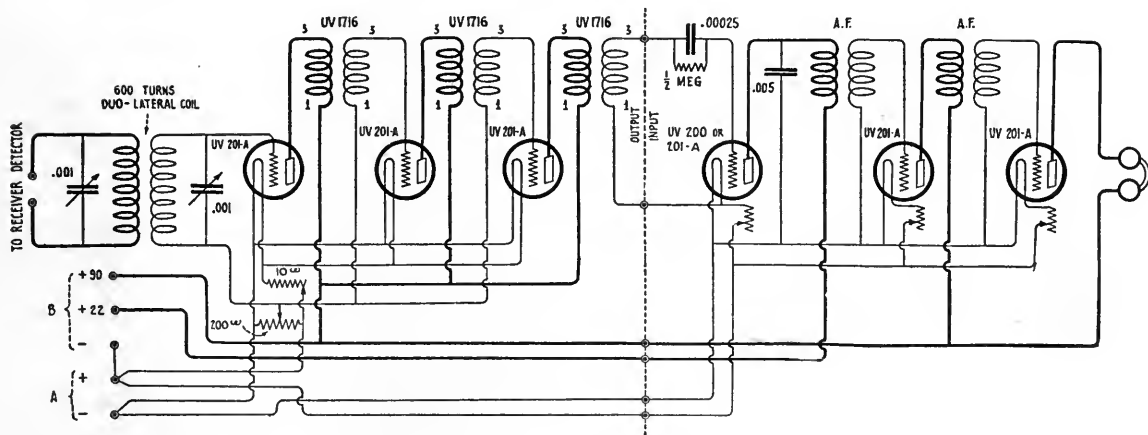 UV 1716
UV 1716
UV 1716
A.F.
A.F.
.00025
3
3
3
3
3
3
600 TURNS
DUO-LATERAL COIL
1/2 MEG
.005
1
1
1
1
1
1
OUTPUT
INPUT
UV 201-A
UV 201-A
UV 201-A
UV 200 OR
201-A
UV 201-A
UV 201-A
TO RECEIVER DETECTOR
.001
.001
+90
10 ω
B
+22
200 ω
-
+
A
-